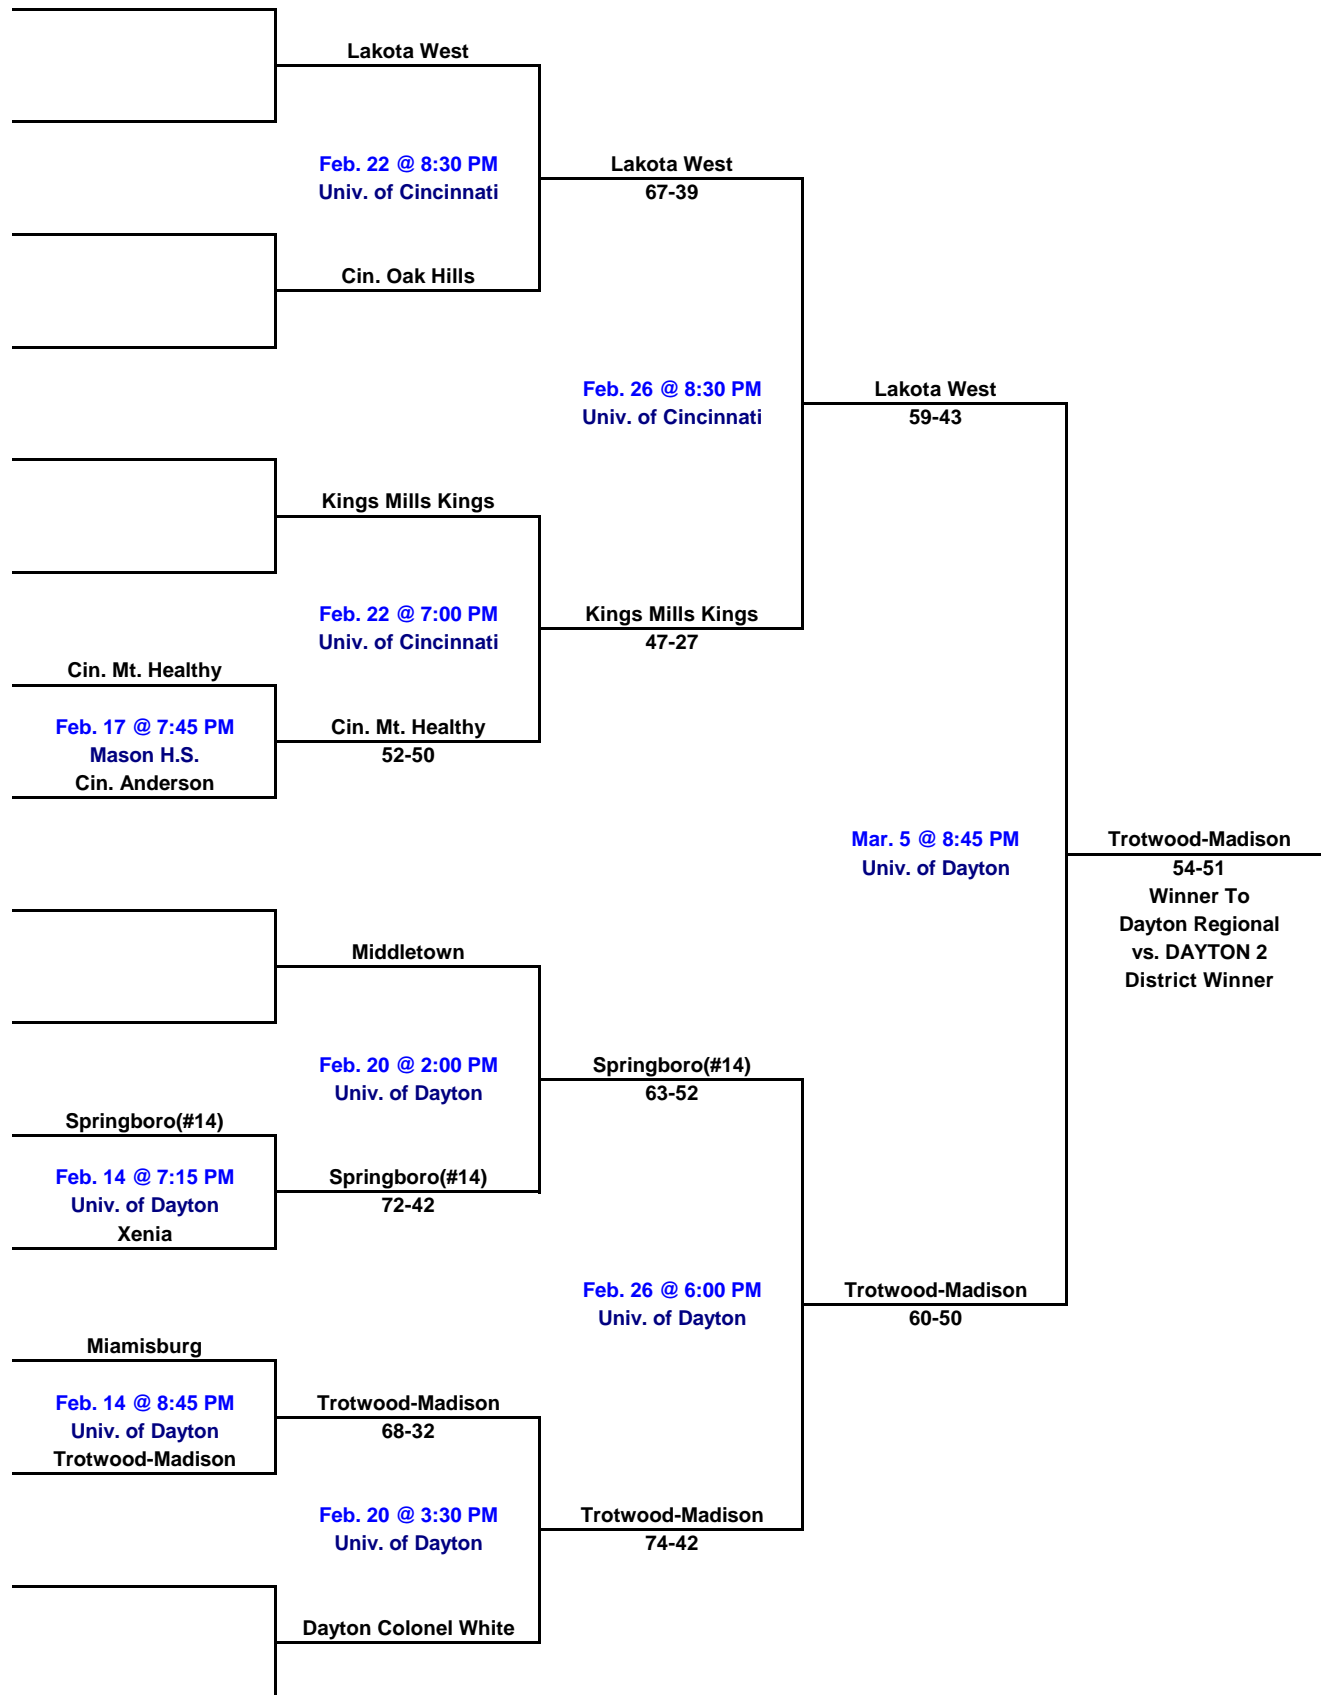 Lakota West
Feb. 22 @ 8:30 PM
Univ. of Cincinnati
Lakota West
67-39
Cin. Oak Hills
Feb. 26 @ 8:30 PM
Univ. of Cincinnati
Lakota West
59-43
Kings Mills Kings
Feb. 22 @ 7:00 PM
Univ. of Cincinnati
Kings Mills Kings
47-27
Cin. Mt. Healthy
Feb. 17 @ 7:45 PM
Mason H.S.
Cin. Anderson
Cin. Mt. Healthy
52-50
Mar. 5 @ 8:45 PM
Univ. of Dayton
Trotwood-Madison
54-51
Winner To
Dayton Regional
vs. DAYTON 2
District Winner
Middletown
Feb. 20 @ 2:00 PM
Univ. of Dayton
Springboro(#14)
63-52
Springboro(#14)
Feb. 14 @ 7:15 PM
Univ. of Dayton
Xenia
Springboro(#14)
72-42
Feb. 26 @ 6:00 PM
Univ. of Dayton
Trotwood-Madison
60-50
Miamisburg
Feb. 14 @ 8:45 PM
Univ. of Dayton
Trotwood-Madison
Trotwood-Madison
68-32
Feb. 20 @ 3:30 PM
Univ. of Dayton
Trotwood-Madison
74-42
Dayton Colonel White